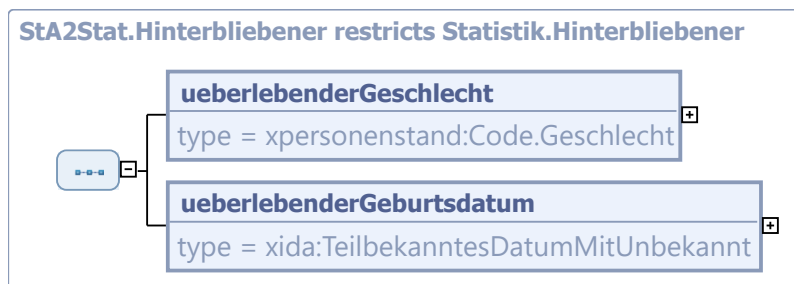 StA2Stat.Hinterbliebener restricts Statistik.Hinterbliebener
ueberlebenderGeschlecht
type = xpersonenstand:Code.Geschlecht
ueberlebenderGeburtsdatum
type = xida:TeilbekanntesDatumMitUnbekannt